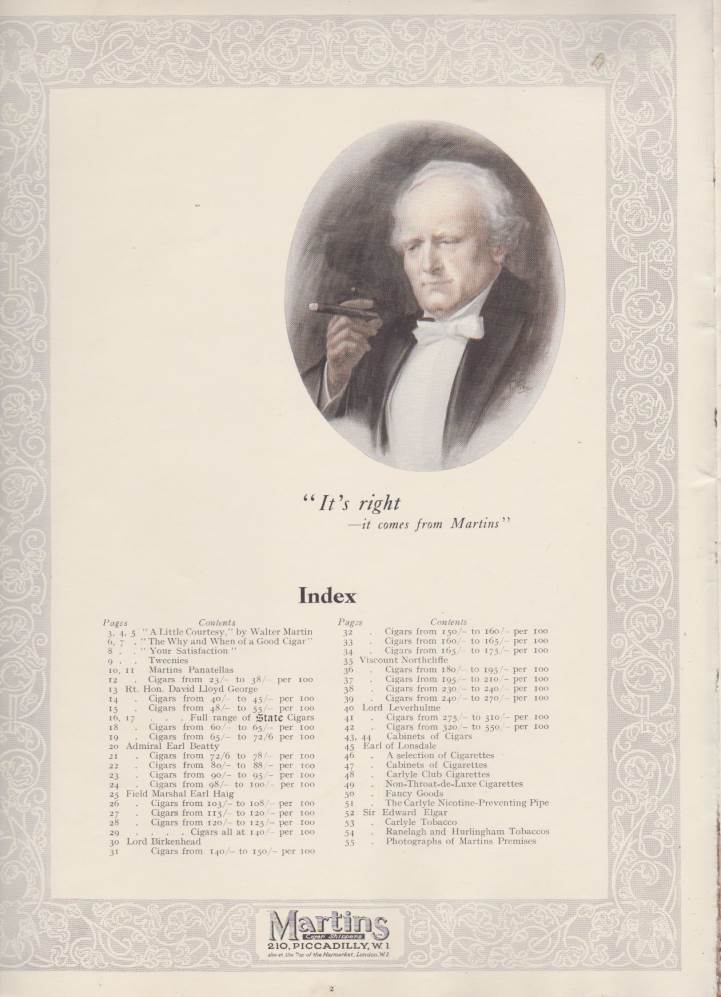 "It's right
—it comes from Martins"
Index
Pages Contents
3, 4, 5 "A Little Courtesy," by Walter Martin
6, 7 . "The Why and When of a Good Cigar"
8 . . "Your Satisfaction"
9 . . Tweenies
10, 11 Martins Panatellas
12 . Cigars from 23/– to 38/– per 100
13 Rt. Hon. David Lloyd George
14 . Cigars from 40/– to 45/– per 100
15 . Cigars from 48/– to 55/– per 100
16, 17 . . . Full range of State Cigars
18 . Cigars from 60/– to 65/– per 100
19 . Cigars from 65/– to 72/6 per 100
20 Admiral Earl Beatty
21 . Cigars from 72/6 to 78/– per 100
22 . Cigars from 80/– to 88/– per 100
23 . Cigars from 90/– to 95/– per 100
24 . Cigars from 98/– to 100/– per 100
25 Field Marshal Earl Haig
26 . Cigars from 103/– to 108/– per 100
27 . Cigars from 115/– to 120/– per 100
28 . Cigars from 120/– to 125/– per 100
29 . . . . Cigars all at 140/– per 100
30 Lord Birkenhead
31 Cigars from 140/– to 150/– per 100
Pages Contents
32 . Cigars from 150/– to 160/– per 100
33 . Cigars from 160/– to 165/– per 100
34 . Cigars from 165/– to 173/– per 100
35 Viscount Northcliffe
36 . Cigars from 180/– to 195/– per 100
37 . Cigars from 195/– to 210/– per 100
38 . Cigars from 230/– to 240/– per 100
39 . Cigars from 240/– to 270/– per 100
40 Lord Leverhulme
41 . Cigars from 275/– to 310/– per 100
42 . Cigars from 320/– to 550/– per 100
43, 44 Cabinets of Cigars
45 Earl of Lonsdale
46 . A selection of Cigarettes
47 . Cabinets of Cigarettes
48 . Carlyle Club Cigarettes
49 . Non-Throat-de-Luxe Cigarettes
50 . Fancy Goods
51 . The Carlyle Nicotine-Preventing Pipe
52 Sir Edward Elgar
53 . Carlyle Tobacco
54 . Ranelagh and Hurlingham Tobaccos
55 . Photographs of Martins Premises
Martins
Cigar Shippers
210, PICCADILLY, W 1
also at the Top of the Haymarket, London, W 1
2